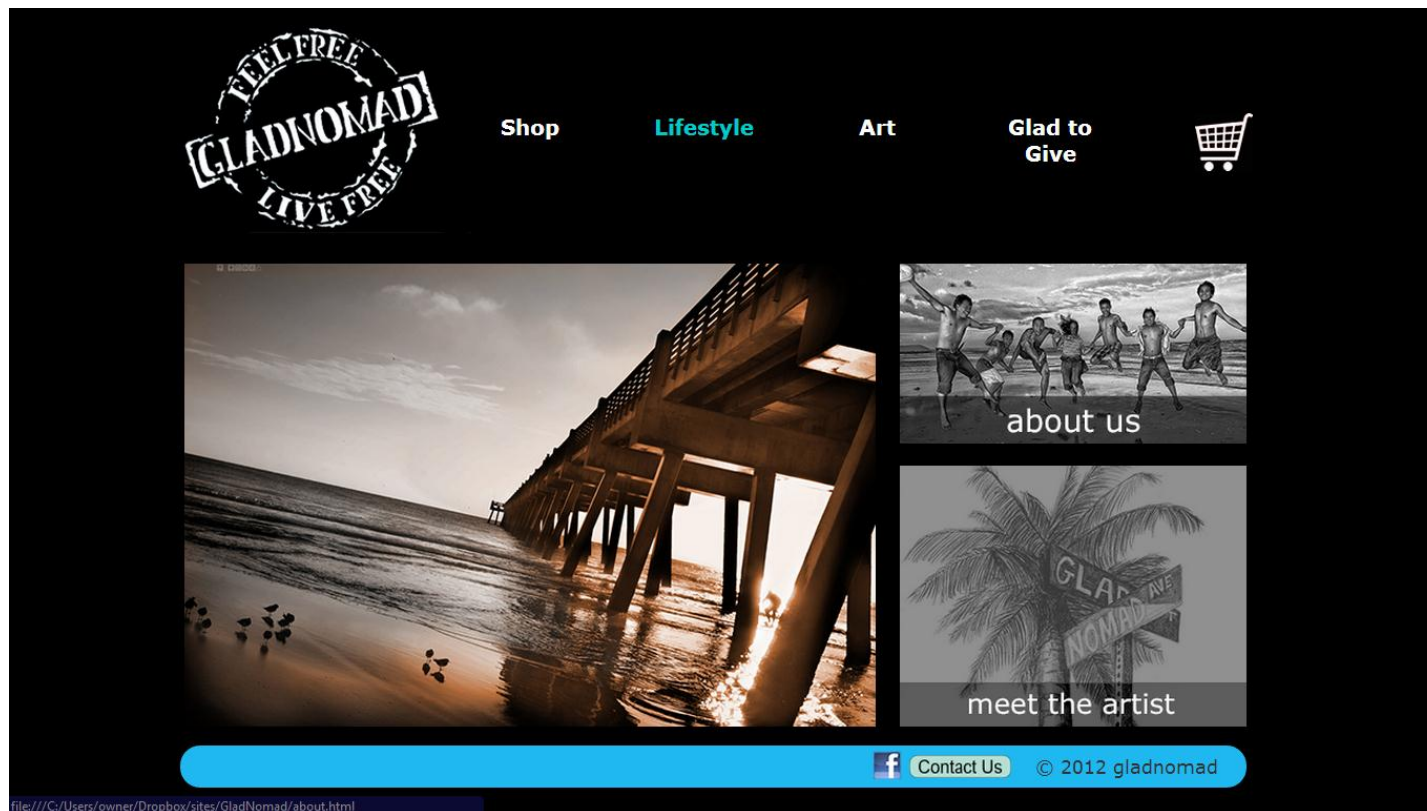 FEEL FREE
GLADNOMAD
LIVE FREE
Shop
Lifestyle
Art
Glad to
Give
about us
GLAD AVE
NOMAD
meet the artist
f
Contact Us
© 2012 gladnomad
file:///C:/Users/owner/Dropbox/sites/GladNomad/about.html